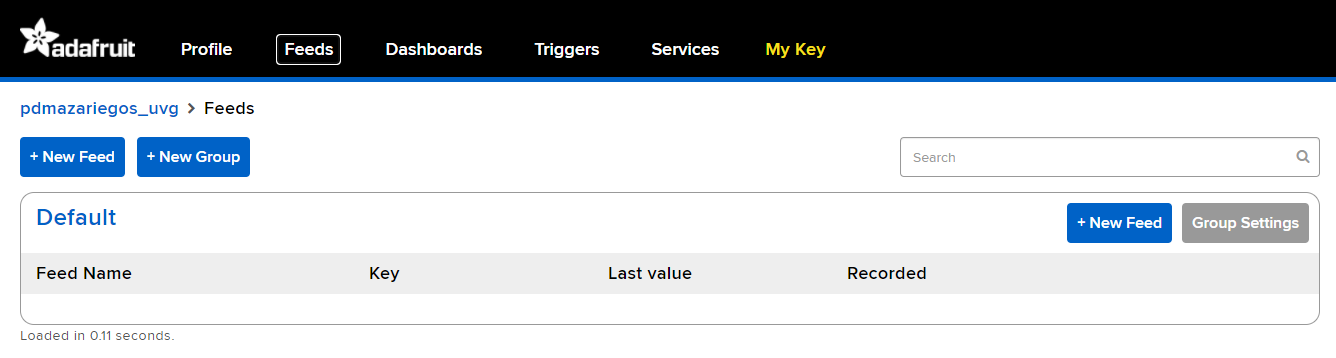 adafruit Profile Feeds Dashboards Triggers Services My Key
pdmazariegos_uvg > Feeds
+ New Feed + New Group Search
Default + New Feed Group Settings
Feed Name Key Last value Recorded
Loaded in 0.11 seconds.